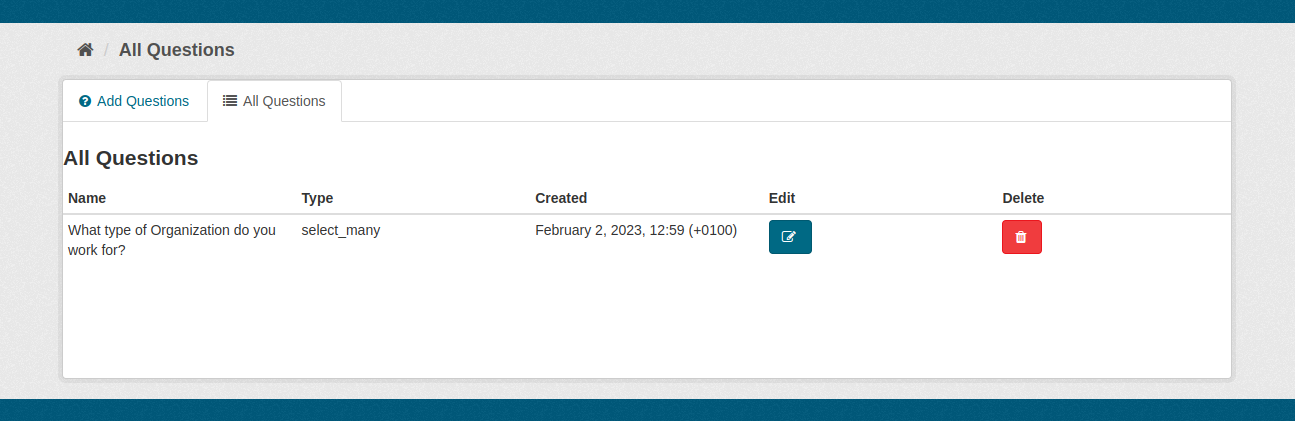 / All Questions
Add Questions
All Questions
All Questions
Name Type Created Edit Delete
What type of Organization do you select_many February 2, 2023, 12:59 (+0100)
work for?